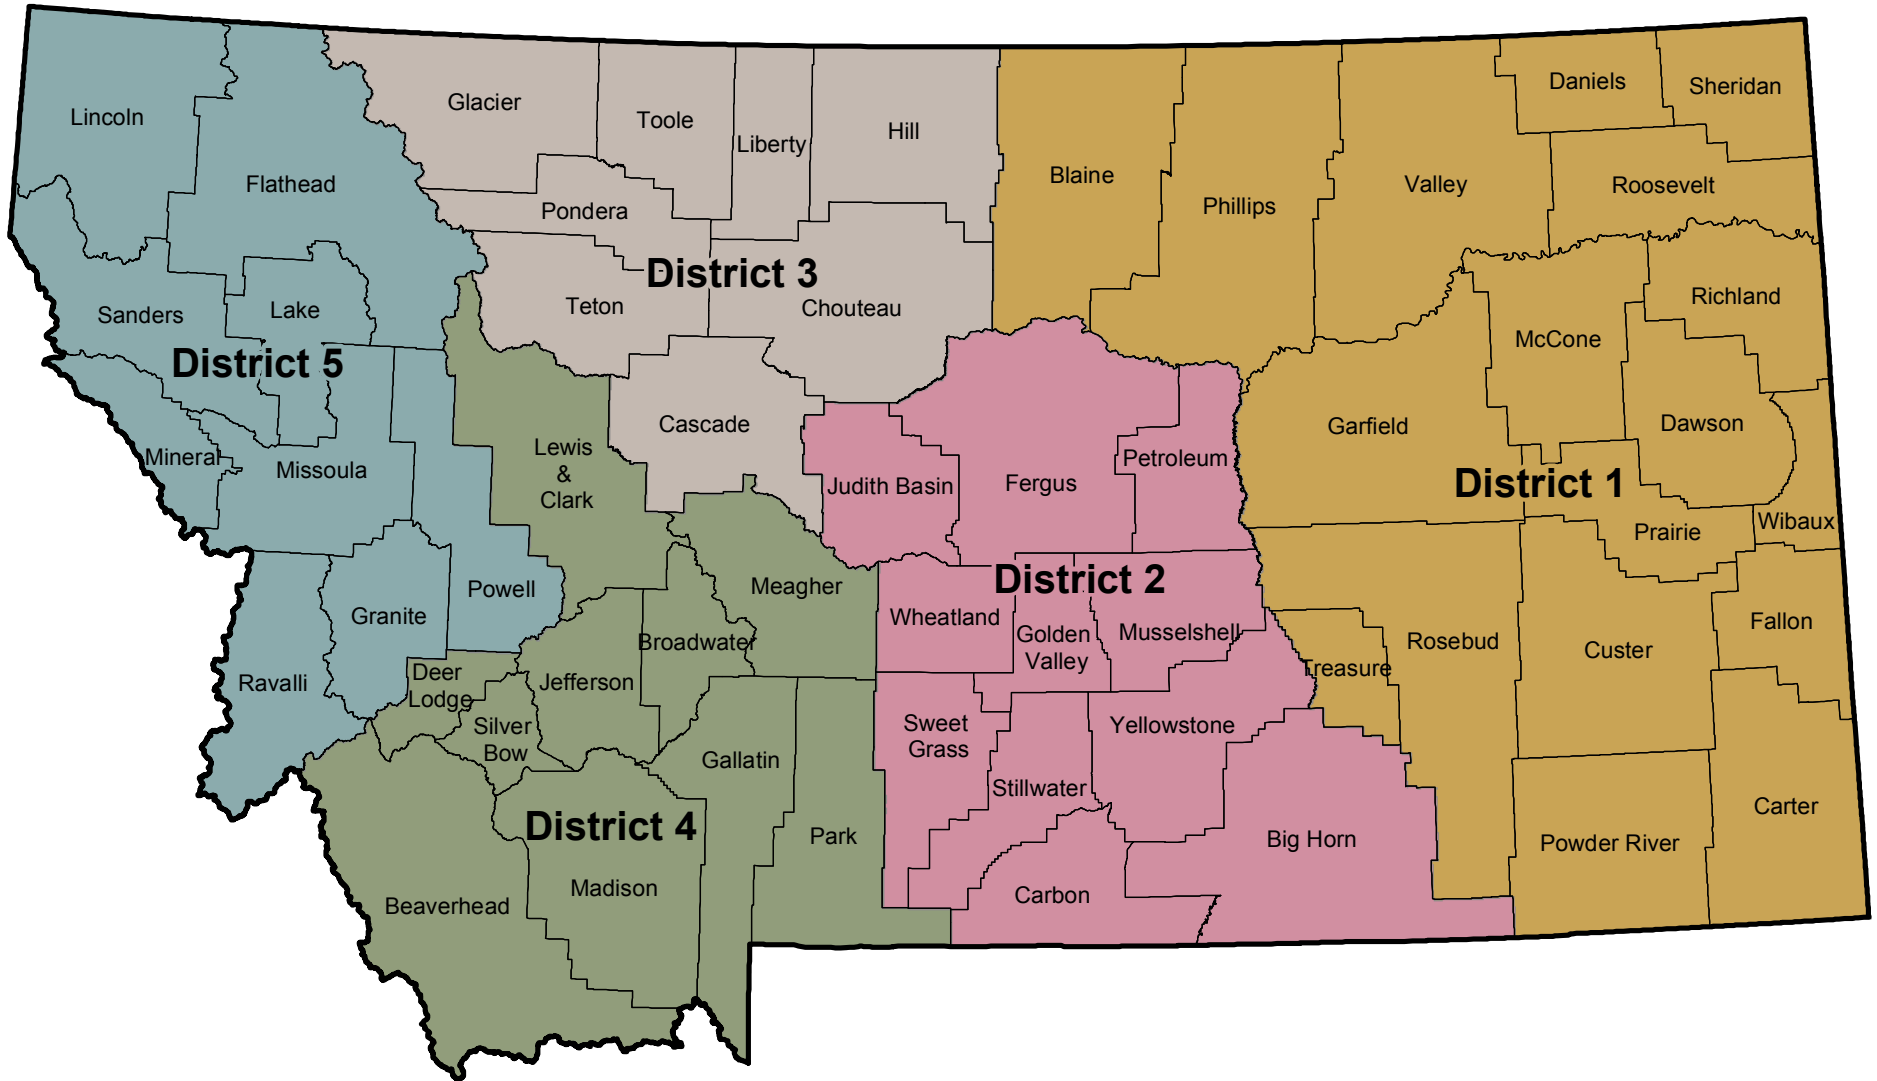 Daniels
Sheridan
Lincoln
Glacier
Toole
Liberty
Hill
Blaine
Phillips
Valley
Roosevelt
Flathead
Pondera
District 3
Teton
Chouteau
Sanders
Lake
District 5
Richland
McCone
Cascade
Garfield
Dawson
Lewis
&
Clark
Mineral
Missoula
Judith Basin
Fergus
Petroleum
District 1
Prairie
Wibaux
Powell
Granite
Meagher
District 2
Wheatland
Golden
Valley
Musselshell
Broadwater
Rosebud
Custer
Fallon
Treasure
Ravalli
Deer
Lodge
Jefferson
Silver
Bow
Sweet
Grass
Yellowstone
Gallatin
Stillwater
District 4
Park
Big Horn
Powder River
Carter
Madison
Beaverhead
Carbon